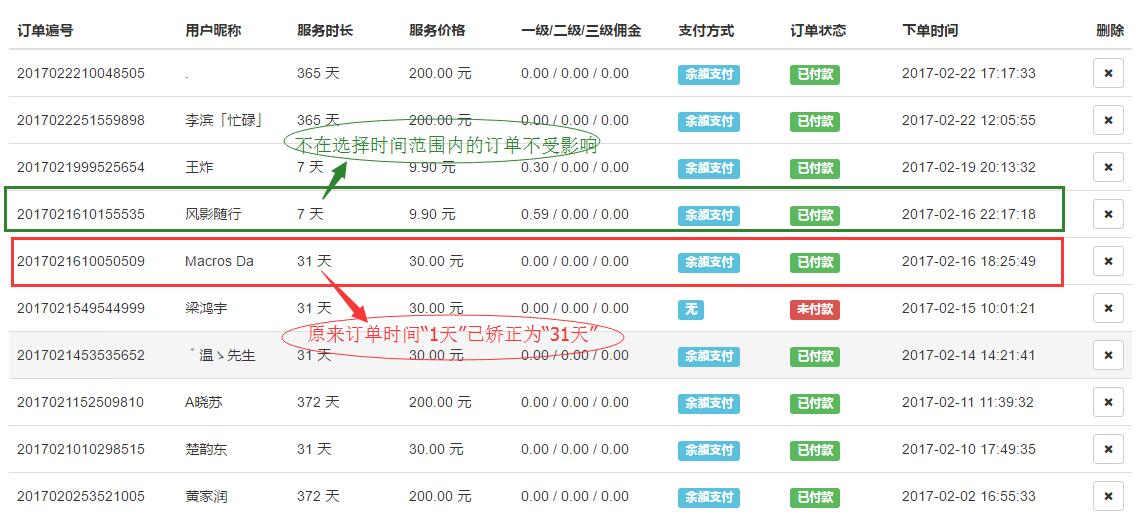 订单编号 用户昵称 服务时长 服务价格 一级/二级/三级佣金 支付方式 订单状态 下单时间 删除
2017022210048505 . 365 天 200.00 元 0.00 / 0.00 / 0.00 余额支付 已付款 2017-02-22 17:17:33 ×
2017022251559898 李滨「忙碌」 365 天 200.00 元 0.00 / 0.00 / 0.00 余额支付 已付款 2017-02-22 12:05:55 ×
不在选择时间范围内的订单不受影响
2017021999525654 王炸 7 天 9.90 元 0.30 / 0.00 / 0.00 余额支付 已付款 2017-02-19 20:13:32 ×
2017021610155535 风影随行 7 天 9.90 元 0.59 / 0.00 / 0.00 余额支付 已付款 2017-02-16 22:17:18 ×
2017021610050509 Macros Da 31 天 30.00 元 0.00 / 0.00 / 0.00 余额支付 已付款 2017-02-16 18:25:49 ×
2017021549544999 梁鸿宇 31 天 30.00 元 0.00 / 0.00 / 0.00 无 未付款 2017-02-15 10:01:21 ×
原来订单时间“1天”已矫正为“31天”
2017021453535652 ゛温ゝ先生 31 天 30.00 元 0.00 / 0.00 / 0.00 余额支付 已付款 2017-02-14 14:21:41 ×
2017021152509810 A晓苏 372 天 200.00 元 0.00 / 0.00 / 0.00 余额支付 已付款 2017-02-11 11:39:32 ×
2017021010298515 楚韵东 31 天 30.00 元 0.00 / 0.00 / 0.00 余额支付 已付款 2017-02-10 17:49:35 ×
2017020253521005 黄家润 372 天 200.00 元 0.00 / 0.00 / 0.00 余额支付 已付款 2017-02-02 16:55:33 ×